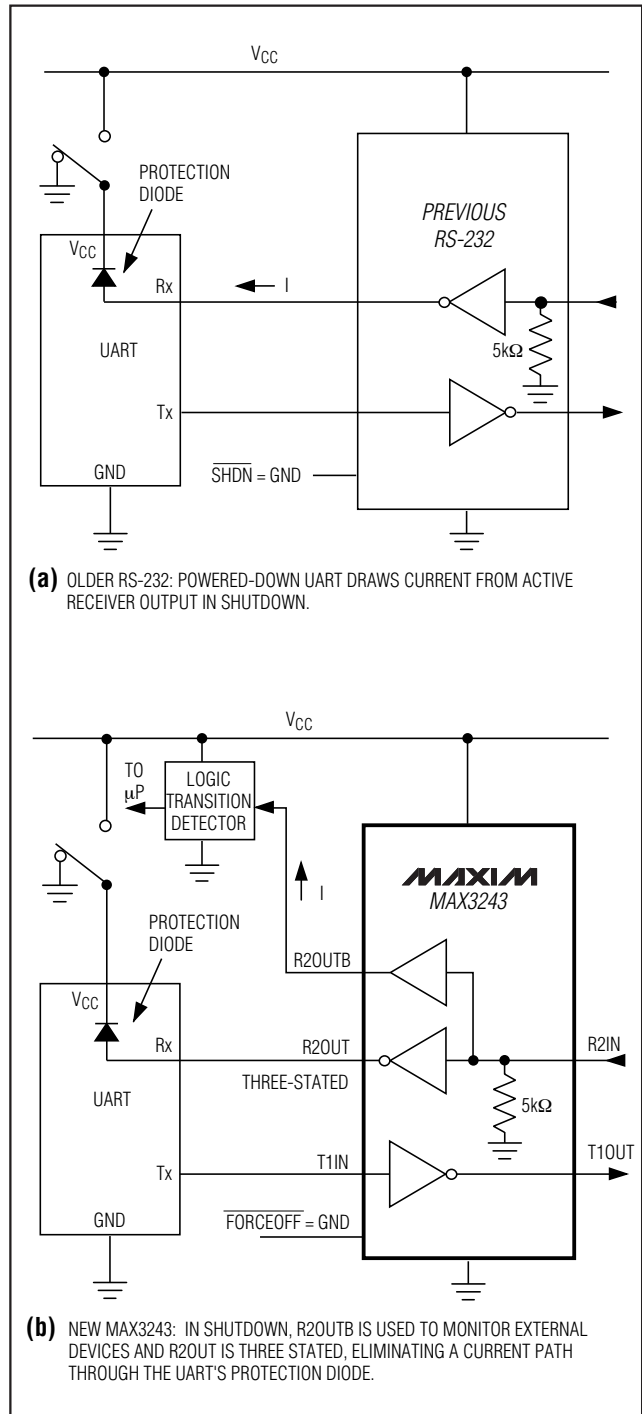 VCC
PROTECTION
DIODE
PREVIOUS
RS-232
VCC
Rx
I
UART
5kΩ
Tx
GND
SHDN = GND
(a) OLDER RS-232: POWERED-DOWN UART DRAWS CURRENT FROM ACTIVE
RECEIVER OUTPUT IN SHUTDOWN.
VCC
TO
μP
LOGIC
TRANSITION
DETECTOR
I
MAXIM
MAX3243
PROTECTION
DIODE
R2OUTB
VCC
Rx
R2OUT
R2IN
THREE-STATED
UART
5kΩ
Tx
T1IN
T1OUT
GND
FORCEOFF = GND
(b) NEW MAX3243: IN SHUTDOWN, R2OUTB IS USED TO MONITOR EXTERNAL
DEVICES AND R2OUT IS THREE STATED, ELIMINATING A CURRENT PATH
THROUGH THE UART'S PROTECTION DIODE.